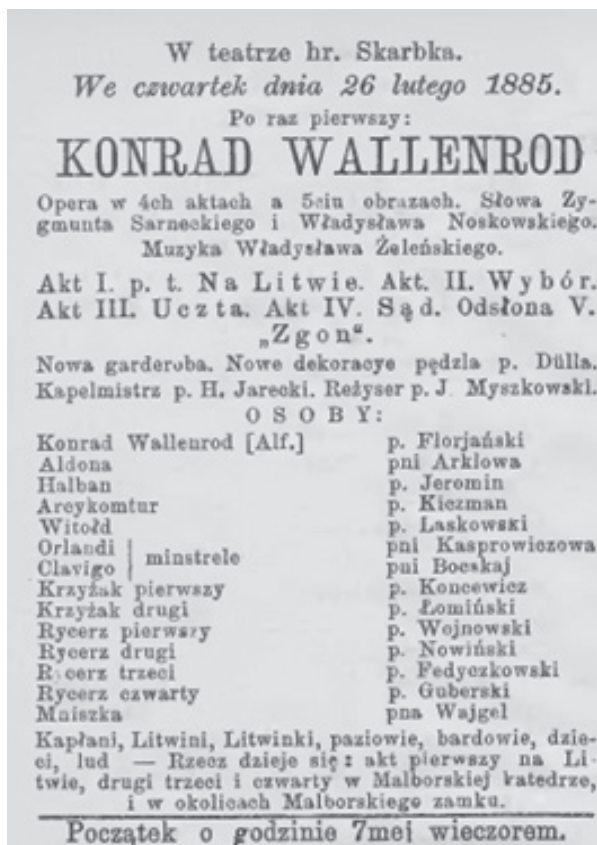 W teatrze hr. Skarbka.
We czwartek dnia 26 lutego 1885.
Po raz pierwszy:
KONRAD WALLENROD
Opera w 4ch aktach a 5ciu obrazach. Słowa Zy-
gmunta Sarneckiego i Władysława Noskowskiego.
Muzyka Władysława Żeleńskiego.
Akt I. p. t. Na Litwie. Akt. II. Wybór.
Akt III. Uczta. Akt IV. Sąd. Odsłona V.
„Zgon“.
Nowa garderoba. Nowe dekoracye pędzla p. Dülla.
Kapelmistrz p. H. Jarecki. Reżyser p. J Myszkowski.
OSOBY:
Konrad Wallenrod [Alf.] p. Florjański
Aldona pni Arklowa
Halban p. Jeromin
Arcykomtur p. Kiczman
Witołd p. Laskowski
Orlandi } minstrele pni Kasprowiczowa
Clavigo pni Bocskaj
Krzyżak pierwszy p. Koncewicz
Krzyżak drugi p. Łomiński
Rycerz pierwszy p. Wojnowski
Rycerz drugi p. Nowiński
R cerz trzeci p. Fedyczkowski
Rycerz czwarty p. Guberski
Mniszka pna Wajgel
Kapłani, Litwini, Litwinki, paziowie, bardowie, dzie-
ci, lud — Rzecz dzieje się: akt pierwszy na Li-
twie, drugi trzeci i czwarty w Malborskiej katedrze,
i w okolicach Malborskiego zamku.
Początek o godzinie 7mej wieczorem.